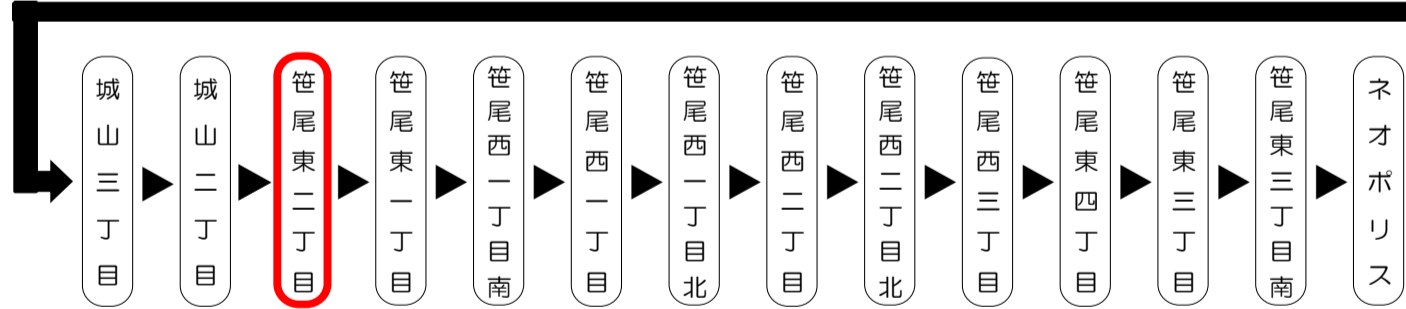 城山三丁目
城山二丁目
笹尾東二丁目
笹尾東一丁目
笹尾西一丁目南
笹尾西一丁目
笹尾西一丁目北
笹尾西二丁目
笹尾西二丁目北
笹尾西三丁目
笹尾東四丁目
笹尾東三丁目
笹尾東三丁目南
ネオポリス